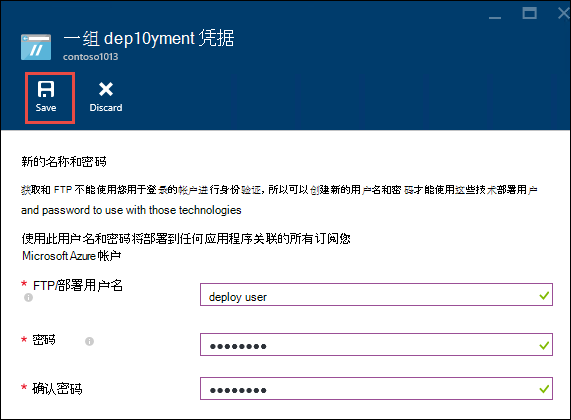 一组 dep10yment 凭据
contoso1013
Save
Discard
新的名称和密码
获取和 FTP 不能使用您用于登录的帐户进行身份验证，所以可以创建新的用户名和密码才能使用这些技术部署用户
and password to use with those technologies
使用此用户名和密码将部署到任何应用程序关联的所有订阅您
Microsoft Azure 帐户
* FTP/部署用户名
deploy user
* 密码
* 确认密码